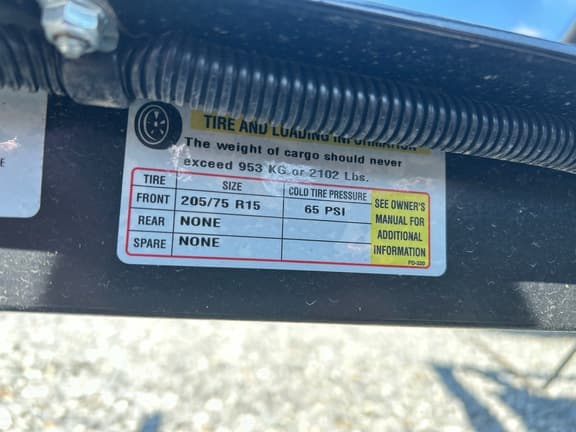 TIRE AND LOADING INFORMATION
The weight of cargo should never
exceed 953 KG or 2102 Lbs.
TIRE SIZE COLD TIRE PRESSURE
FRONT 205/75 R15 65 PSI
REAR NONE
SPARE NONE
SEE OWNER'S
MANUAL FOR
ADDITIONAL
INFORMATION
E